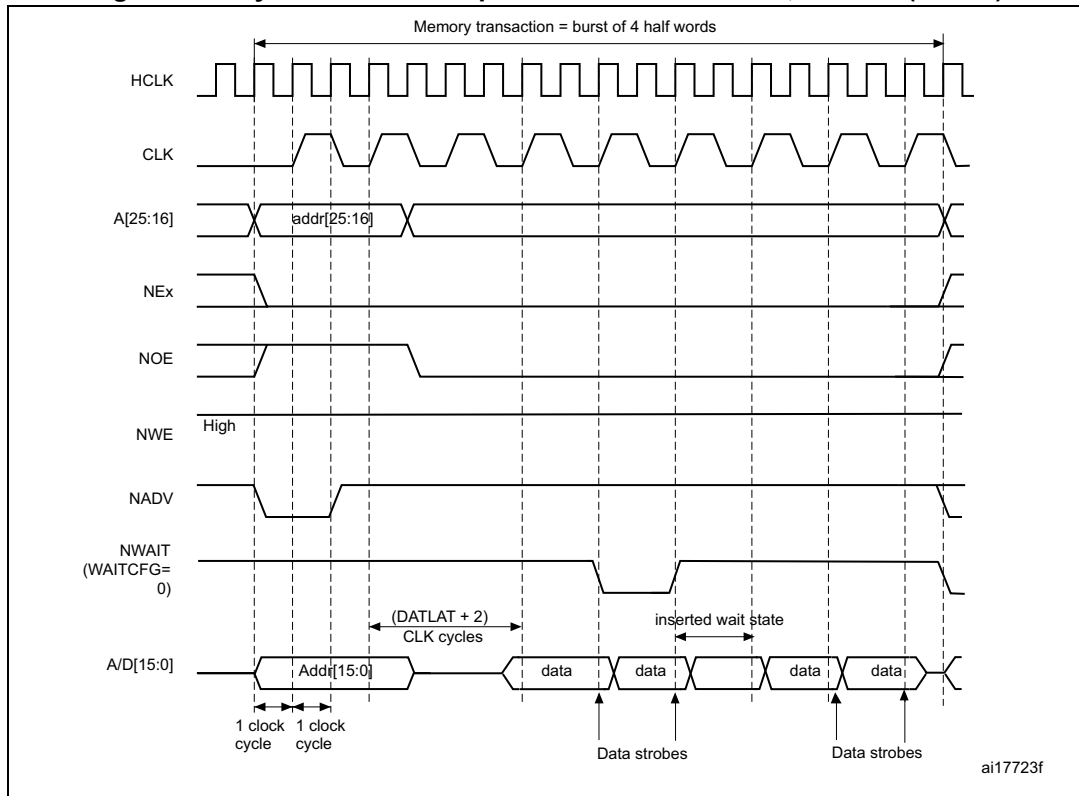 Memory transaction = burst of 4 half words
HCLK
CLK
A[25:16]
addr[25:16]
NEx
NOE
High
NWE
NADV
NWAIT
(WAITCFG=
0)
(DATLAT + 2)
CLK cycles
inserted wait state
A/D[15:0]
Addr[15:0]
data
data
data
data
1 clock
cycle
1 clock
cycle
Data strobes
Data strobes
ai17723f